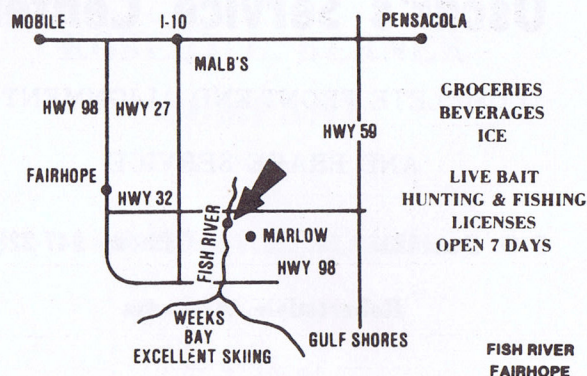 MOBILE
I-10
PENSACOLA
MALB'S
HWY 98
HWY 27
HWY 59
FAIRHOPE
HWY 32
FISH RIVER
MARLOW
HWY 98
WEEKS
BAY
EXCELLENT SKIING
GULF SHORES
GROCERIES
BEVERAGES
ICE
LIVE BAIT
HUNTING & FISHING
LICENSES
OPEN 7 DAYS
FISH RIVER
FAIRHOPE